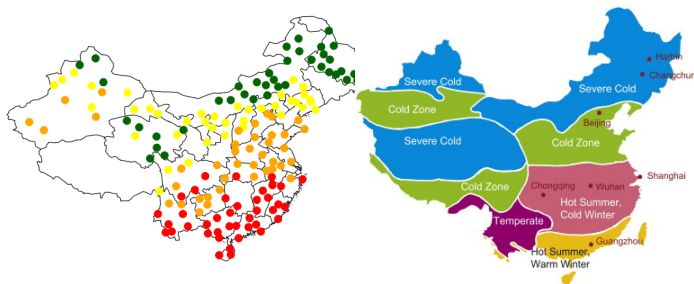 Harbin
Changchur
Severe Cold
Severe Cold
Cold Zone
Beijing
Severe Cold
Cold Zone
Shanghai
Cold Zone
Chongqing
Wuhan
Hot Summer,
Cold Winter
Temperate
Guangzhou
Hot Summer,
Warm Winter